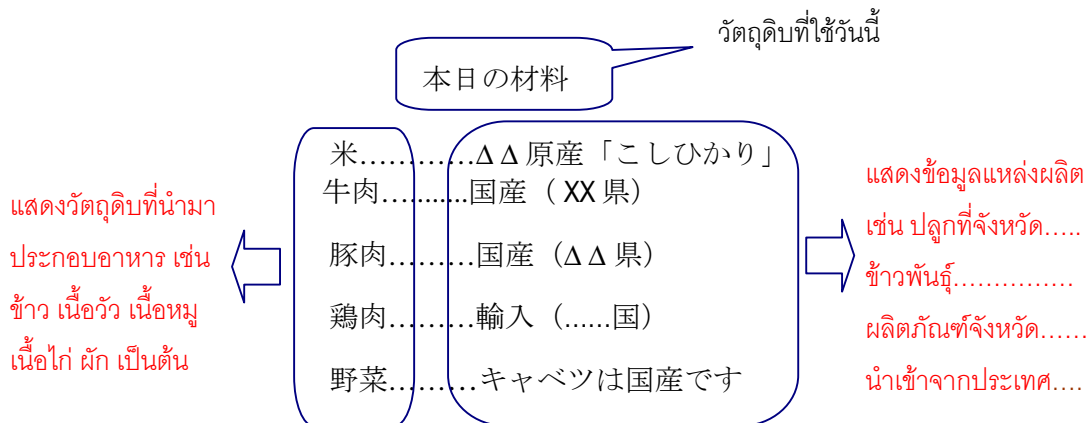 วัตถุดิบที่ใช้วันนี้
本日の材料
米............ΔΔ原産「こしひかり」
牛肉............国産（XX県）
豚肉.........国産（ΔΔ県）
鶏肉.........輸入（......国）
野菜.........キャベツは国産です
แสดงวัตถุดิบที่นำมา
ประกอบอาหาร เช่น
ข้าว เนื้อวัว เนื้อหมู
เนื้อไก่ ผัก เป็นต้น
แสดงข้อมูลแหล่งผลิต
เช่น ปลูกที่จังหวัด.....
ข้าวพันธุ์...............
ผลิตภัณฑ์จังหวัด......
นำเข้าจากประเทศ....